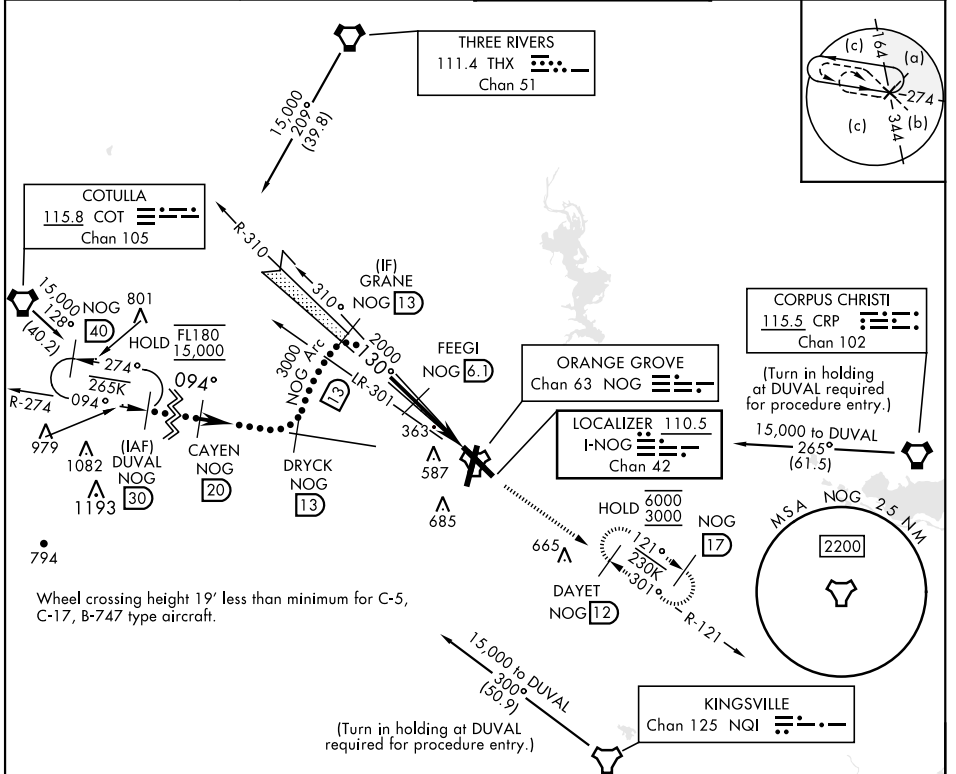 THREE RIVERS
111.4 THX
Chan 51
15,000
209°
(39.8)
(c)
164
(a)
274
(c)
(b)
344
COTULLA
115.8 COT
Chan 105
15,000
128°
(40.2)
NOG
40
801
HOLD
FL180
15,000
274°
265K
094°
094°
R-274
979
1082
1193
794
(IAF)
DUVAL
NOG
30
CAYEN
NOG
20
DRYCK
NOG
13
R-310
310°
(IF)
GRANE
NOG 13
3000
NOG Arc
13
2000
130°
LR-301
363
FEEGI
NOG 6.1
587
685
ORANGE GROVE
Chan 63 NOG
LOCALIZER 110.5
I-NOG
Chan 42
CORPUS CHRISTI
115.5 CRP
Chan 102
(Turn in holding
at DUVAL required
for procedure entry.)
15,000 to DUVAL
265°
(61.5)
HOLD
6000
3000
NOG
17
665
121°
230K
301°
DAYET
NOG 12
R-121
MSA NOG 25 NM
2200
Wheel crossing height 19' less than minimum for C-5,
C-17, B-747 type aircraft.
15,000 to DUVAL
300°
(50.9)
(Turn in holding at DUVAL
required for procedure entry.)
KINGSVILLE
Chan 125 NQI